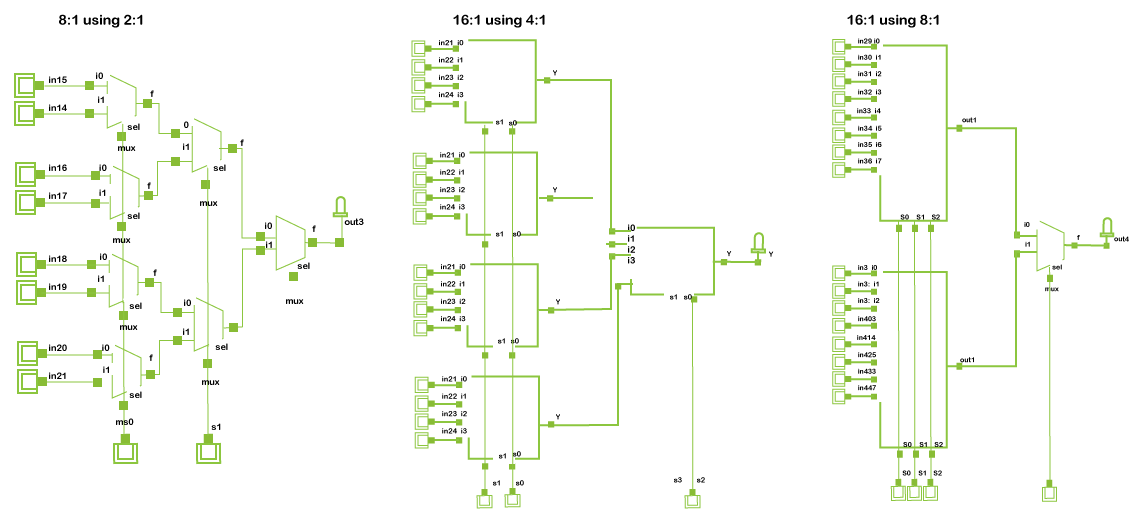 8:1 using 2:1
in15 i0
f
in14 i1
sel
mux
0
f
i1
sel
mux
in16 i0
f
in17 i1
sel
mux
i0
f
i1
out3
sel
mux
in18 i0
f
in19 i1
sel
mux
i0
f
i1
sel
mux
in20 i0
f
in21 i1
sel
ms0
s1
16:1 using 4:1
in21 i0
in22 i1
in23 i2
in24 i3
Y
s1 s0
in21 i0
in22 i1
in23 i2
in24 i3
Y
s1 s0
i0
i1
i2
i3
Y
Y
s1 s0
in21 i0
in22 i1
in23 i2
in24 i3
Y
s1 s0
in21 i0
in22 i1
in23 i2
in24 i3
Y
s1 s0
s1 s0
s3 s2
16:1 using 8:1
in29 i0
in30 i1
in31 i2
in32 i3
in33 i4
in34 i5
in35 i6
in36 i7
out1
S0 S1 S2
i0
f
i1
out4
sel
mux
in3 i0
in3: i1
in3: i2
in403
in414
in425
in433
in447
out1
S0 S1 S2
S0 S1 S2